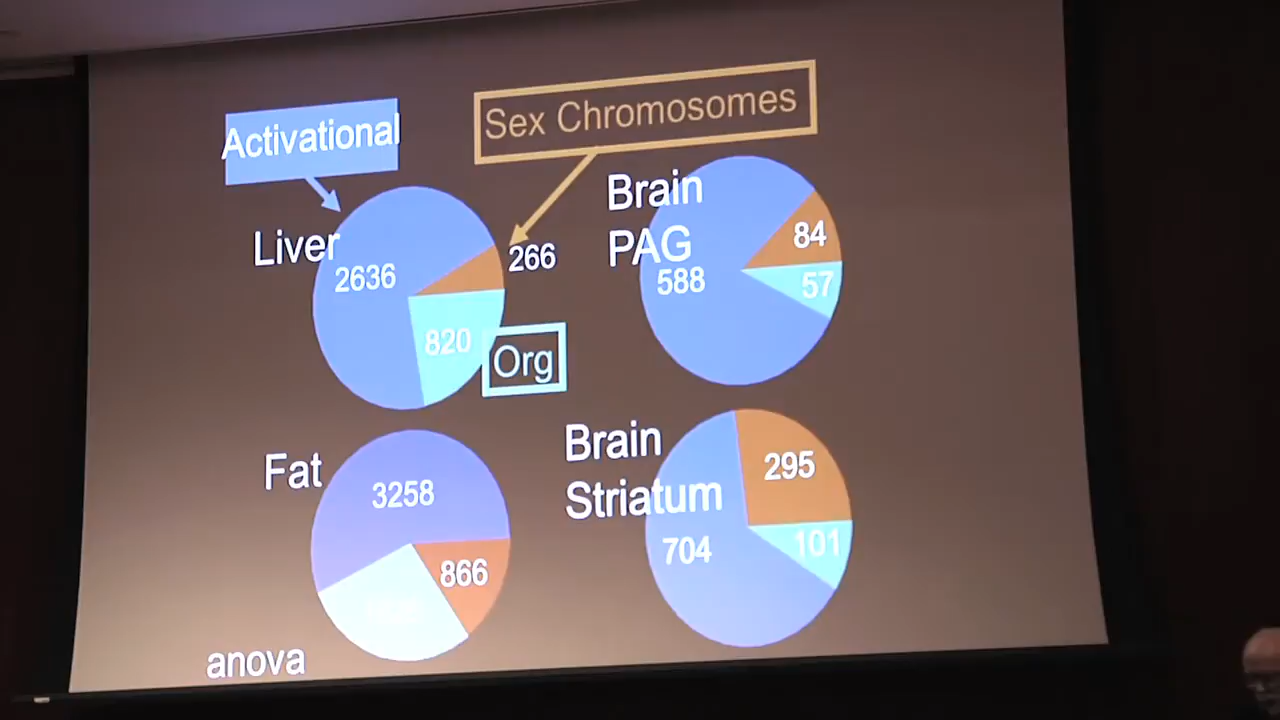 Activational
Sex Chromosomes
Liver
2636
266
820
Org
Brain
PAG
84
588
57
Fat
3258
866
Brain
Striatum
295
704
101
anova